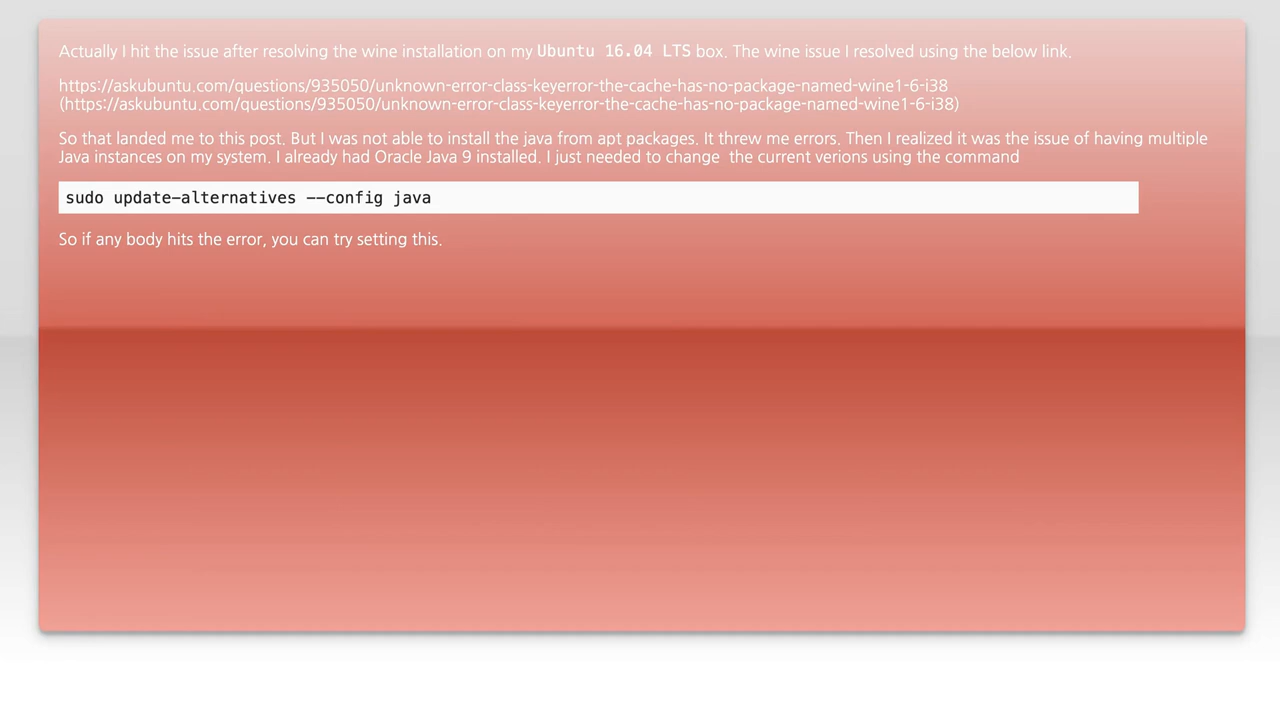 Actually I hit the issue after resolving the wine installation on my Ubuntu 16.04 LTS box. The wine issue I resolved using the below link.
https://askubuntu.com/questions/935050/unknown-error-class-keyerror-the-cache-has-no-package-named-wine1-6-i38
(https://askubuntu.com/questions/935050/unknown-error-class-keyerror-the-cache-has-no-package-named-wine1-6-i38)
So that landed me to this post. But I was not able to install the java from apt packages. It threw me errors. Then I realized it was the issue of having multiple
Java instances on my system. I already had Oracle Java 9 installed. I just needed to change  the current verions using the command
sudo update-alternatives --config java
So if any body hits the error, you can try setting this.